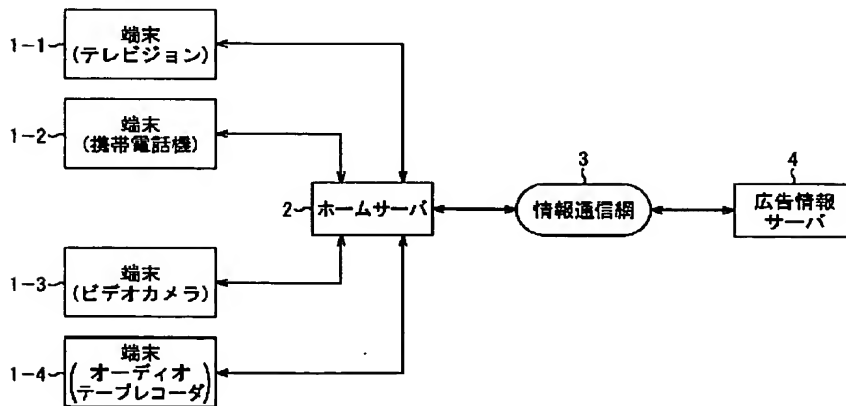 1-1
端末
(テレビジョン)
1-2
端末
(携帯電話機)
2
ホームサーバ
3
情報通信網
4
広告情報
サーバ
1-3
端末
(ビデオカメラ)
1-4
端末
(オーディオ
テープレコーダ)